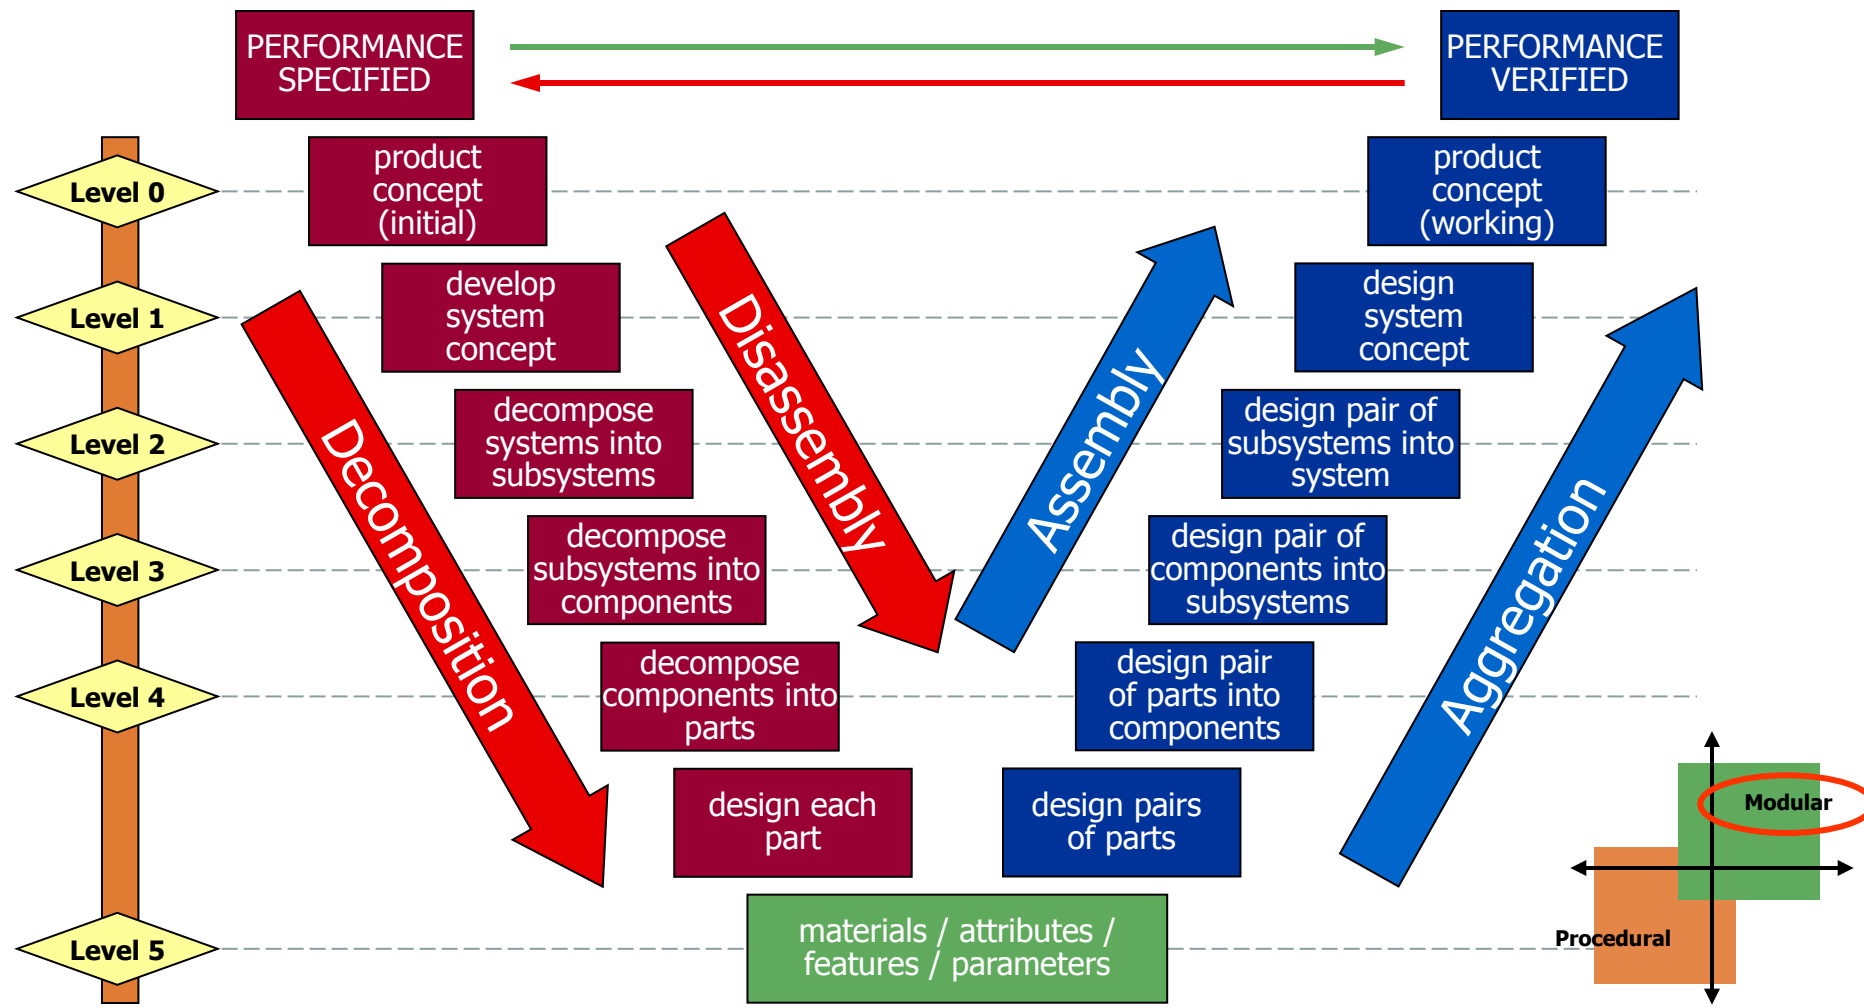 PERFORMANCE
SPECIFIED
PERFORMANCE
VERIFIED
Level 0
product
concept
(initial)
product
concept
(working)
Level 1
develop
system
concept
design
system
concept
Level 2
decompose
systems into
subsystems
design pair of
subsystems into
system
Level 3
decompose
subsystems into
components
design pair of
components into
subsystems
Level 4
decompose
components into
parts
design pair
of parts into
components
design each
part
design pairs
of parts
Level 5
materials / attributes /
features / parameters
Decomposition
Disassembly
Assembly
Aggregation
Modular
Procedural